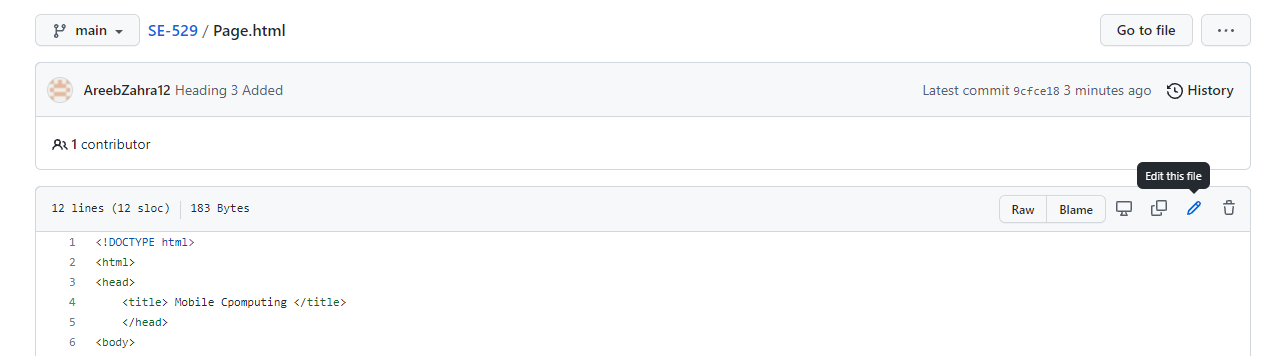 main SE-529 / Page.html Go to file ...
AreebZahra12 Heading 3 Added Latest commit 9cfce18 3 minutes ago History
1 contributor
Edit this file
12 lines (12 sloc) 183 Bytes Raw Blame
1 <!DOCTYPE html>
2 <html>
3 <head>
4 <title> Mobile Cpomputing </title>
5 </head>
6 <body>